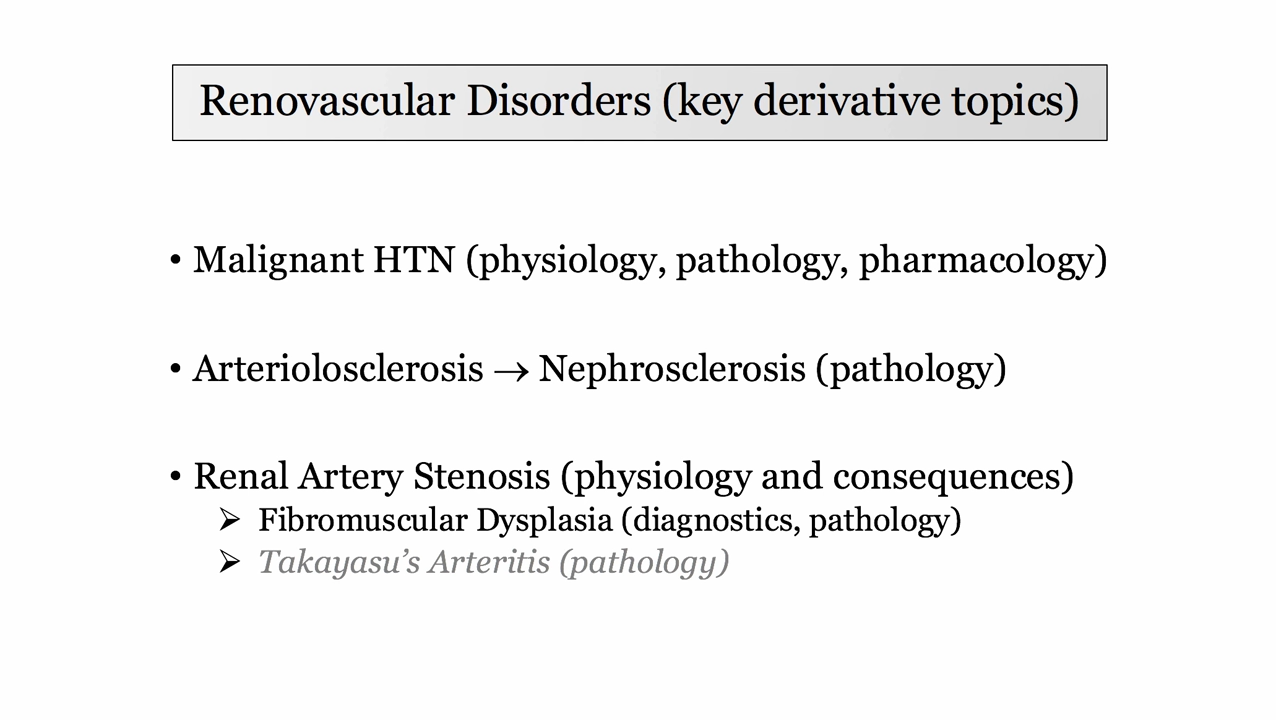 Renovascular Disorders (key derivative topics)
• Malignant HTN (physiology, pathology, pharmacology)
• Arteriolosclerosis → Nephrosclerosis (pathology)
• Renal Artery Stenosis (physiology and consequences)
➢ Fibromuscular Dysplasia (diagnostics, pathology)
➢ Takayasu’s Arteritis (pathology)